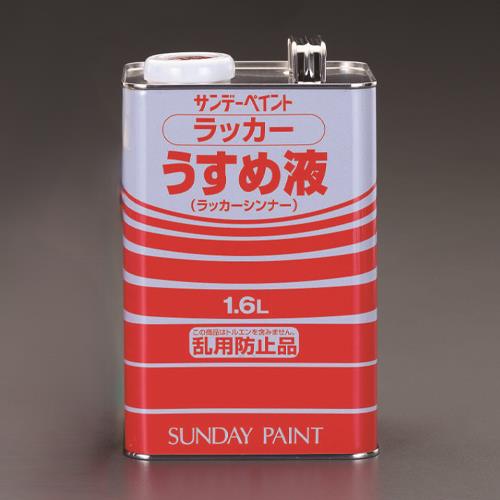 サンデーペイント
ラッカー
うすめ液
(ラッカーシンナー)
1.6L
この商品はトルエンを含みません。
乱用防止品
SUNDAY PAINT